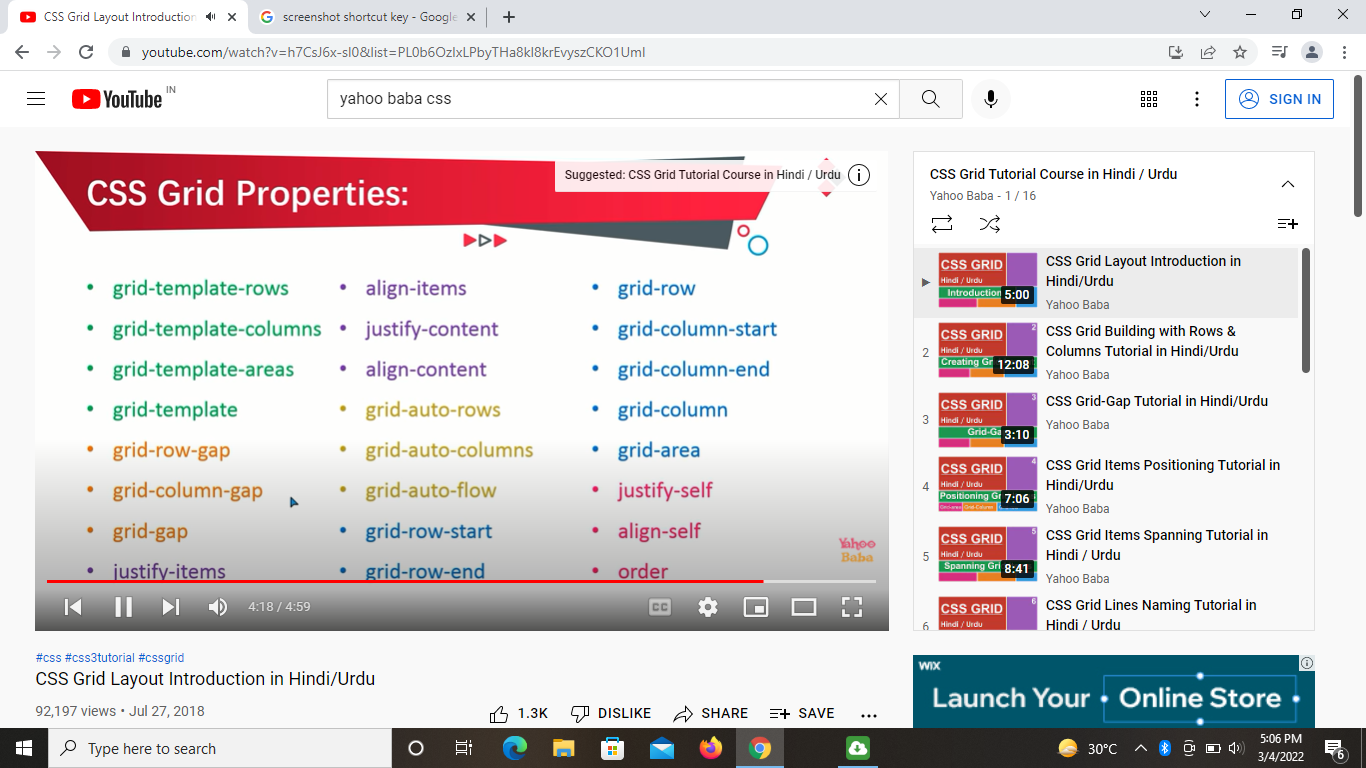 CSS Grid Layout Introduction
screenshot shortcut key - Google
youtube.com/watch?v=h7CsJ6x-sl0&list=PL0b6OzIxLPbyTHa8kI8krEvyszCKO1UmI
YouTube IN
yahoo baba css
SIGN IN
CSS Grid Properties:
Suggested: CSS Grid Tutorial Course in Hindi / Urdu
• grid-template-rows
• grid-template-columns
• grid-template-areas
• grid-template
• grid-row-gap
• grid-column-gap
• grid-gap
• justify-items
• align-items
• justify-content
• align-content
• grid-auto-rows
• grid-auto-columns
• grid-auto-flow
• grid-row-start
• grid-row-end
• grid-row
• grid-column-start
• grid-column-end
• grid-column
• grid-area
• justify-self
• align-self
• order
Yahoo
Baba
4:18 / 4:59
CC
#css #css3tutorial #cssgrid
CSS Grid Layout Introduction in Hindi/Urdu
92,197 views • Jul 27, 2018
1.3K
DISLIKE
SHARE
SAVE
CSS Grid Tutorial Course in Hindi / Urdu
Yahoo Baba - 1 / 16
CSS GRID
Hindi / Urdu
Introduction
5:00
CSS Grid Layout Introduction in
Hindi/Urdu
Yahoo Baba
2
CSS GRID
2
Hindi / Urdu
Creating Gr
12:08
CSS Grid Building with Rows &
Columns Tutorial in Hindi/Urdu
Yahoo Baba
3
CSS GRID
3
Hindi / Urdu
Grid-Ga
3:10
CSS Grid-Gap Tutorial in Hindi/Urdu
Yahoo Baba
4
CSS GRID
4
Hindi / Urdu
Positioning Gr
7:06
CSS Grid Items Positioning Tutorial in
Hindi/Urdu
Yahoo Baba
5
CSS GRID
5
Hindi / Urdu
Spanning Gri
8:41
CSS Grid Items Spanning Tutorial in
Hindi / Urdu
Yahoo Baba
6
CSS GRID
6
Hindi / Urdu
CSS Grid Lines Naming Tutorial in
Hindi / Urdu
WIX
Launch Your Online Store
Type here to search
30°C
5:06 PM
3/4/2022
6